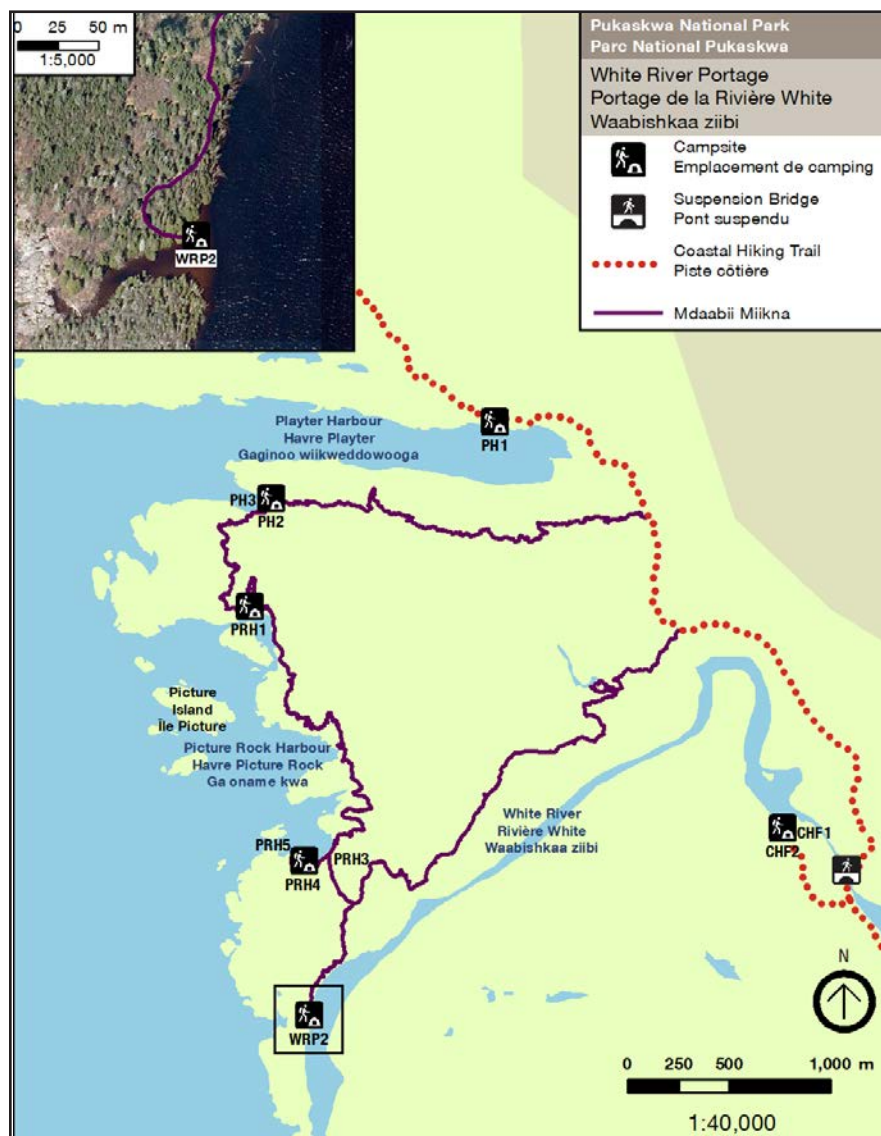 0 25 50 m
1:5,000
WRP2
Pukaskwa National Park
Parc National Pukaskwa
White River Portage
Portage de la Rivière White
Waabishkaa ziibi
Campsite
Emplacement de camping
Suspension Bridge
Pont suspendu
Coastal Hiking Trail
Piste côtière
Mdaabii Miikna
Playter Harbour
Havre Playter
Gaginoo wiikweddowooga
PH1
PH3
PH2
PRH1
Picture
Island
Île Picture
Picture Rock Harbour
Havre Picture Rock
Ga oname kwa
White River
Rivière White
Waabishkaa ziibi
PRH5
PRH3
PRH4
CHF1
CHF2
WRP2
N
0 250 500 1,000 m
1:40,000